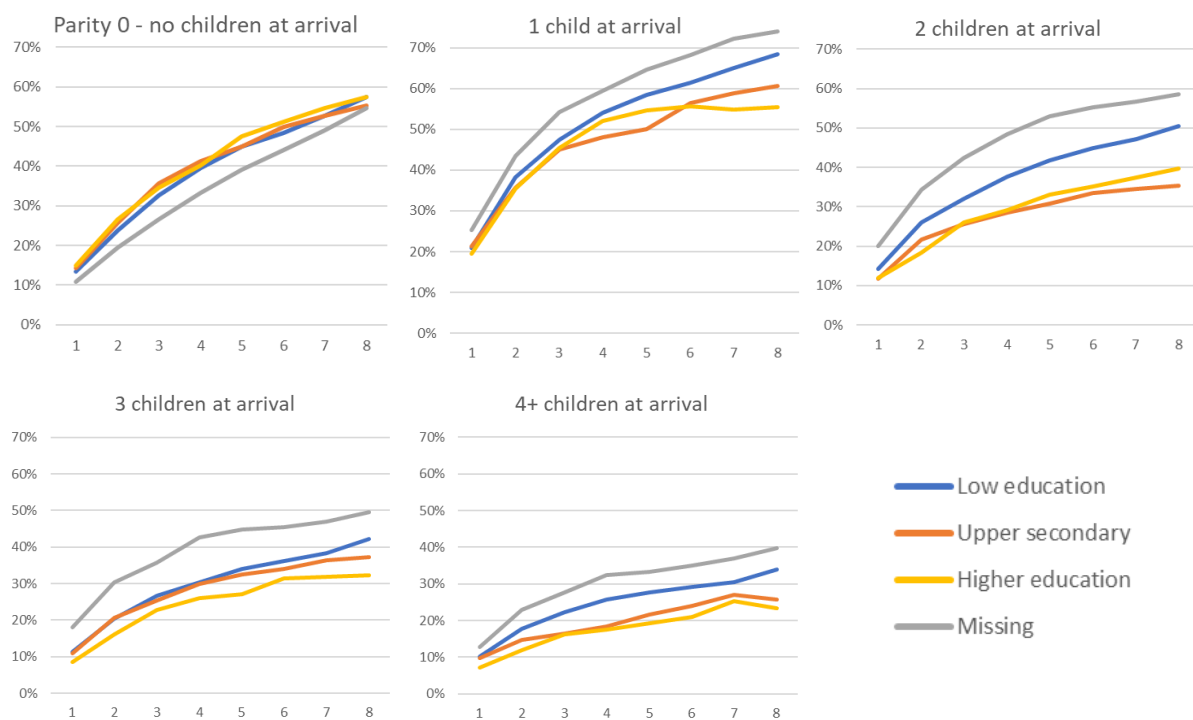 Parity 0 - no children at arrival
70%
60%
50%
40%
30%
20%
10%
0%
1 2 3 4 5 6 7 8
1 child at arrival
70%
60%
50%
40%
30%
20%
10%
0%
1 2 3 4 5 6 7 8
2 children at arrival
70%
60%
50%
40%
30%
20%
10%
0%
1 2 3 4 5 6 7 8
3 children at arrival
70%
60%
50%
40%
30%
20%
10%
0%
1 2 3 4 5 6 7 8
4+ children at arrival
70%
60%
50%
40%
30%
20%
10%
0%
1 2 3 4 5 6 7 8
Low education
Upper secondary
Higher education
Missing